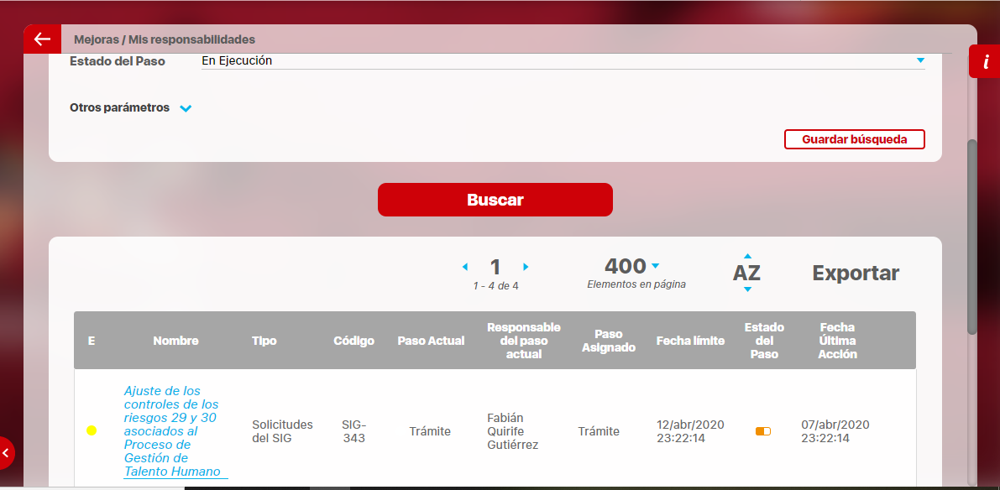 Mejoras / Mis responsabilidades
i
Estado del Paso En Ejecución
Otros parámetros
Guardar búsqueda
Buscar
1 400 AZ Exportar
1 - 4 de 4 Elementos en página
E Nombre Tipo Código Paso Actual Responsable del paso actual Paso Asignado Fecha límite Estado del Paso Fecha Última Acción
Ajuste de los
controles de los
riesgos 29 y 30
asociados al
Proceso de
Gestión de
Talento Humano
Solicitudes
del SIG
SIG-
343
Trámite
Fabián
Quirife
Gutiérrez
Trámite
12/abr/2020
23:22:14
07/abr/2020
23:22:14